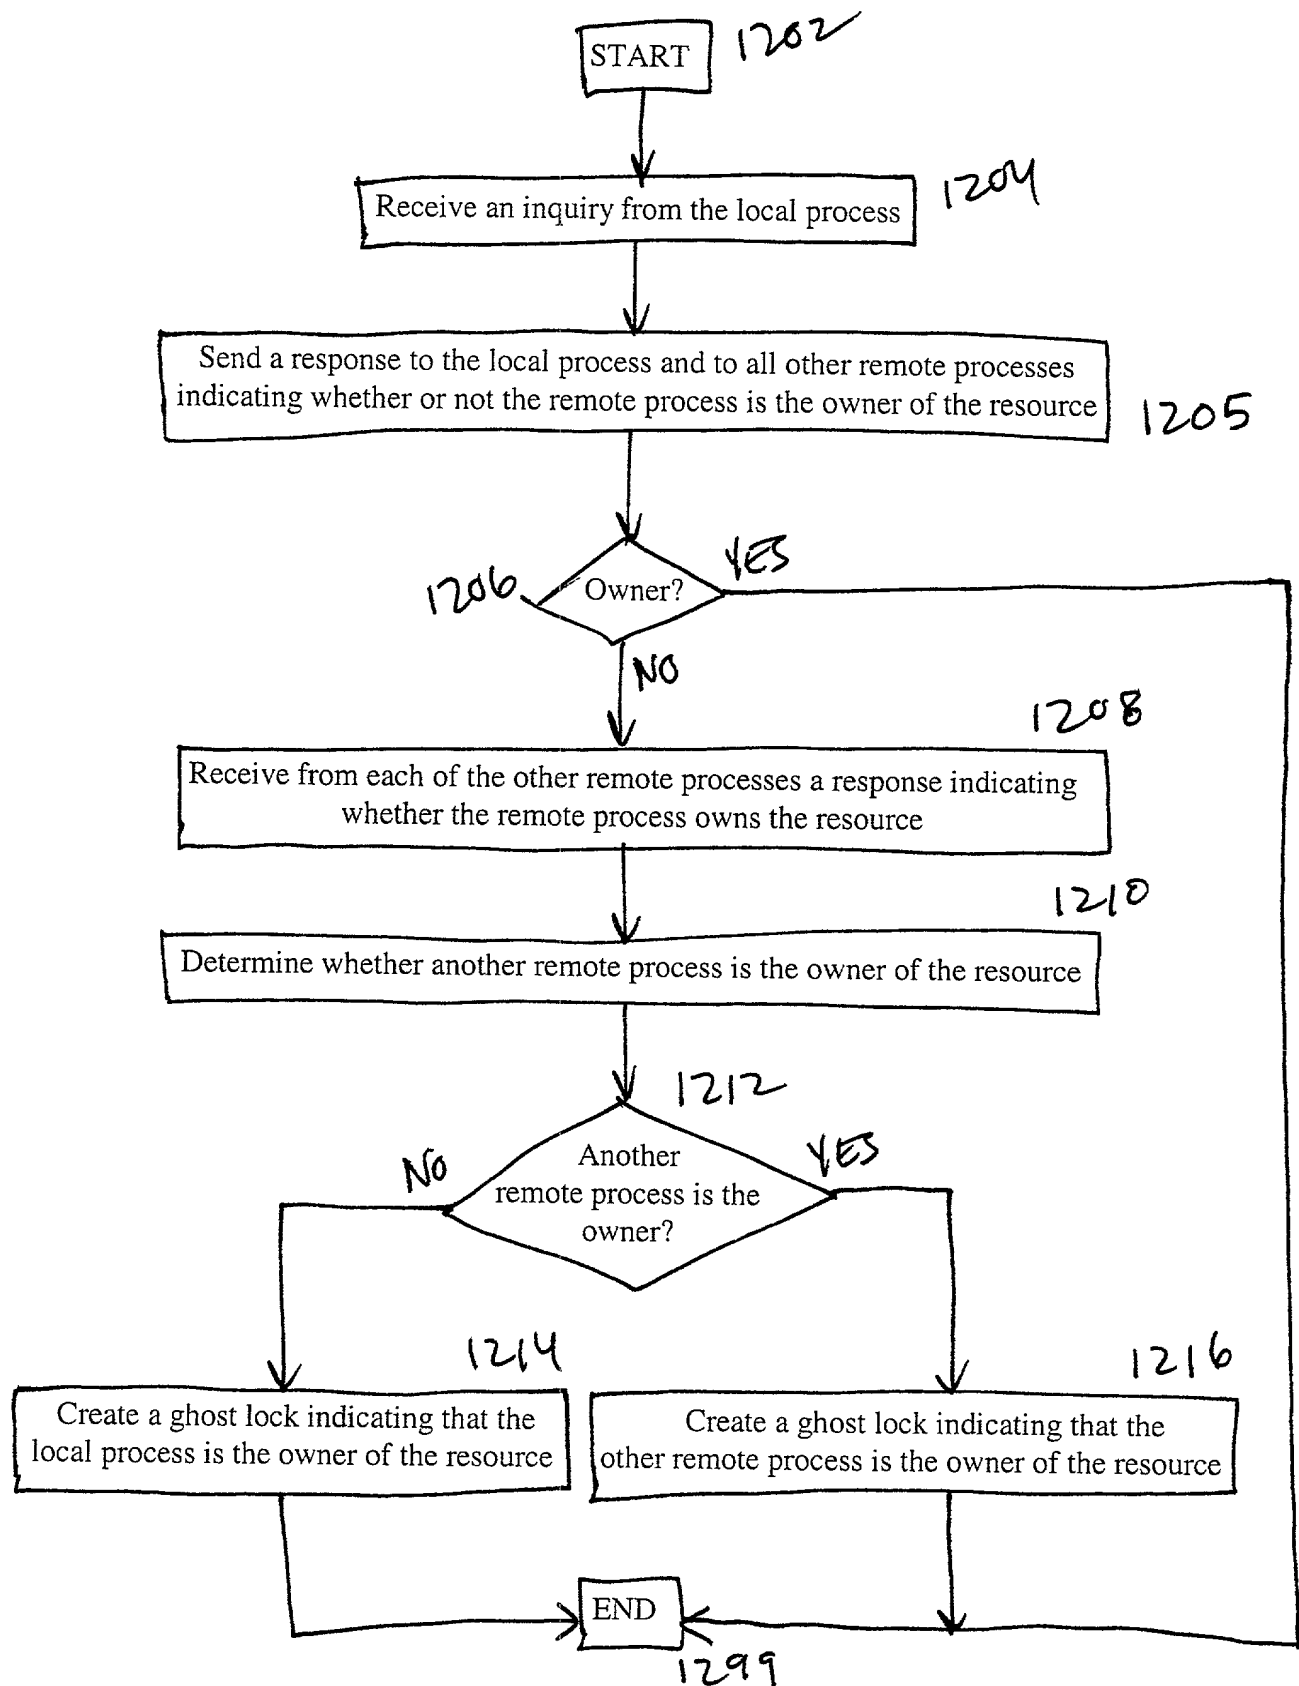 START
1202
Receive an inquiry from the local process
1204
Send a response to the local process and to all other remote processes
indicating whether or not the remote process is the owner of the resource
1205
1206
Owner?
YES
NO
1208
Receive from each of the other remote processes a response indicating
whether the remote process owns the resource
1210
Determine whether another remote process is the owner of the resource
1212
NO
Another
remote process is the
owner?
YES
1214
Create a ghost lock indicating that the
local process is the owner of the resource
1216
Create a ghost lock indicating that the
other remote process is the owner of the resource
END
1299